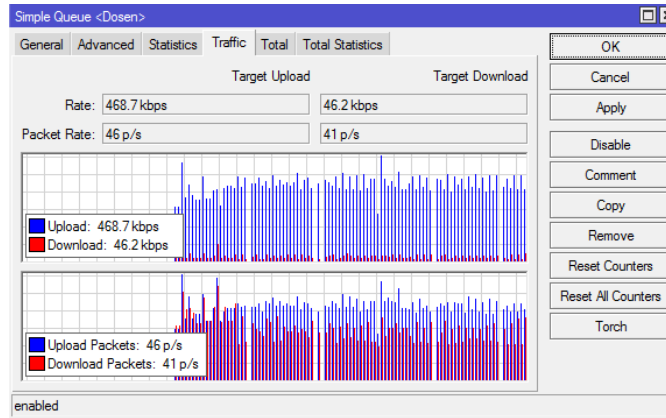 Simple Queue <Dosen>
General Advanced Statistics Traffic Total Total Statistics
Target Upload Target Download
Rate: 468.7 kbps 46.2 kbps
Packet Rate: 46 p/s 41 p/s
Upload: 468.7 kbps
Download: 46.2 kbps
Upload Packets: 46 p/s
Download Packets: 41 p/s
OK
Cancel
Apply
Disable
Comment
Copy
Remove
Reset Counters
Reset All Counters
Torch
enabled